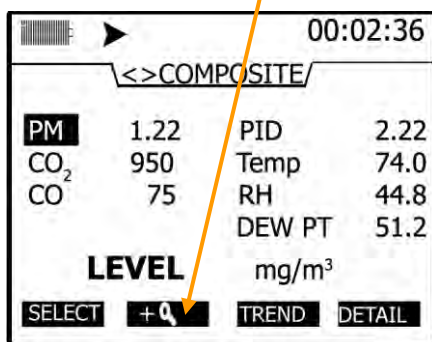 00:02:36
<>COMPOSITE/
PM 1.22 PID 2.22
CO₂ 950 Temp 74.0
CO 75 RH 44.8
DEW PT 51.2
LEVEL mg/m³
SELECT + TREND DETAIL